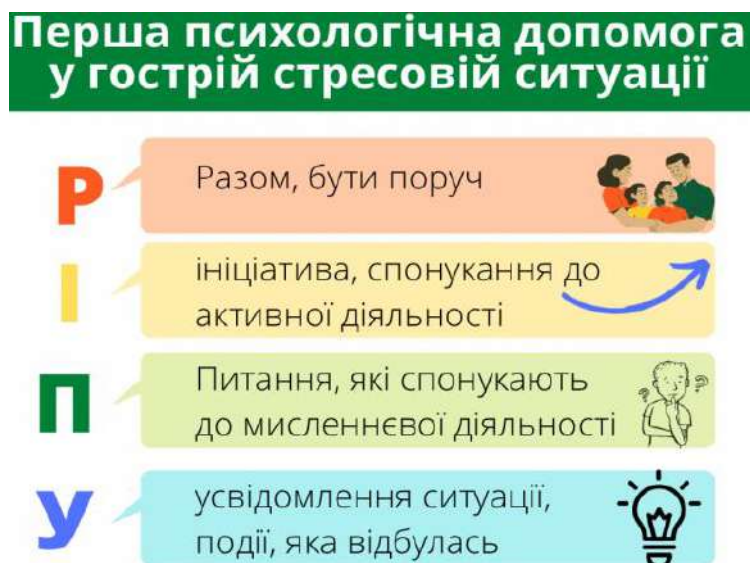 Перша психологічна допомога
у гострій стресовій ситуації
Р
Разом, бути поруч
І
ініціатива, спонукання до
активної діяльності
П
Питання, які спонукають
до мисленнєвої діяльності
У
усвідомлення ситуації,
події, яка відбулась